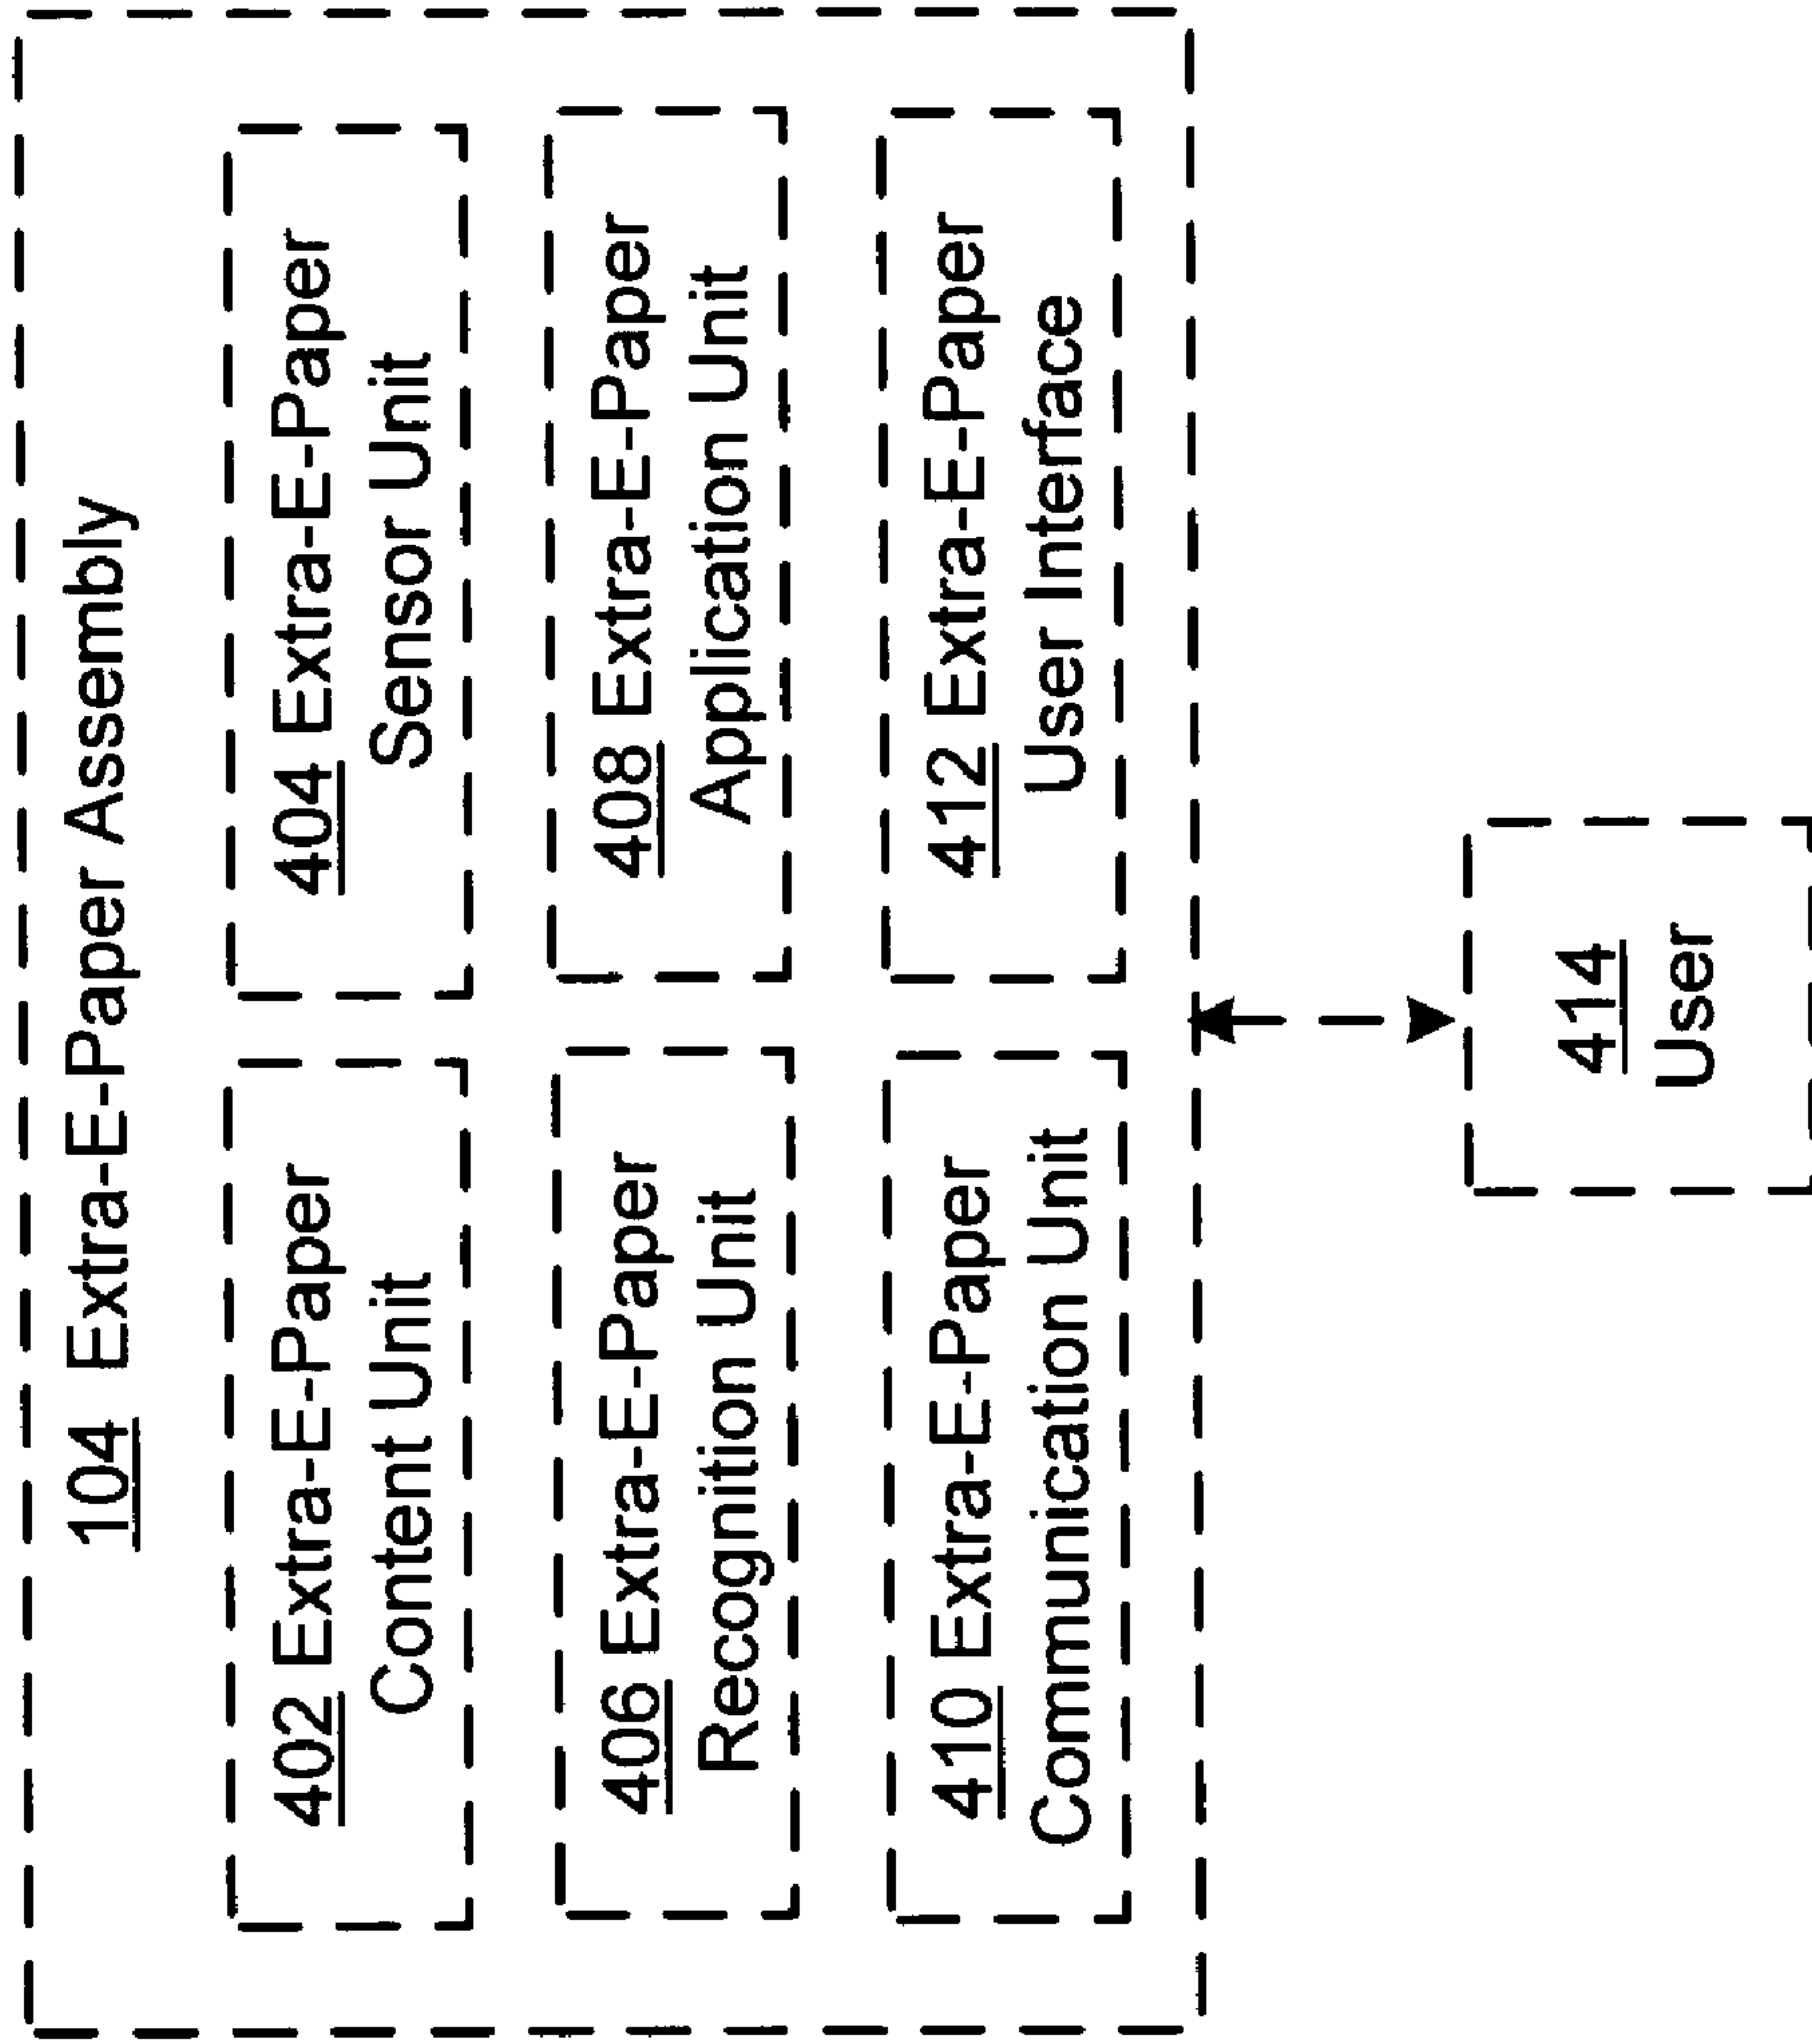 104 Extra-E-Paper Assembly
402 Extra-E-Paper
Content Unit
404 Extra-E-Paper
Sensor Unit
406 Extra-E-Paper
Recognition Unit
408 Extra-E-Paper
Application Unit
410 Extra-E-Paper
Communication Unit
412 Extra-E-Paper
User Interface
414
User